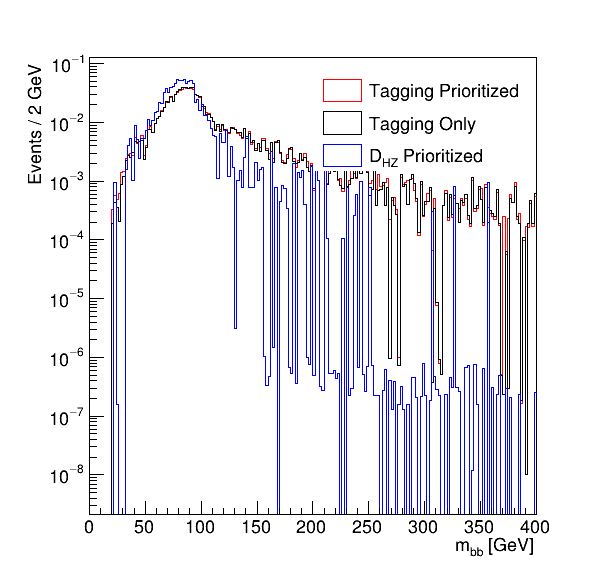 Events / 2 GeV
10⁻¹
10⁻²
10⁻³
10⁻⁴
10⁻⁵
10⁻⁶
10⁻⁷
10⁻⁸
Tagging Prioritized
Tagging Only
D_HZ Prioritized
0 50 100 150 200 250 300 350 400
m_bb [GeV]